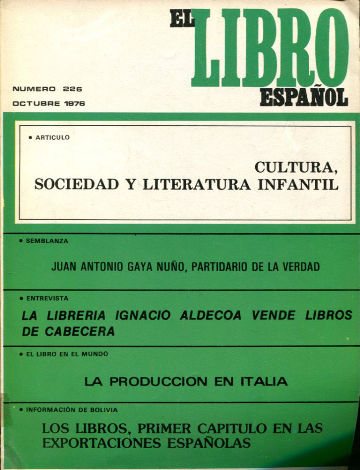 EL
LIBRO
ESPAÑOL
NUMERO 226
OCTUBRE 1976
• ARTICULO
CULTURA,
SOCIEDAD Y LITERATURA INFANTIL
• SEMBLANZA
JUAN ANTONIO GAYA NUÑO, PARTIDARIO DE LA VERDAD
• ENTREVISTA
LA LIBRERIA IGNACIO ALDECOA VENDE LIBROS
DE CABECERA
• EL LIBRO EN EL MUNDO
LA PRODUCCION EN ITALIA
• INFORMACIÓN DE BOLIVIA
LOS LIBROS, PRIMER CAPITULO EN LAS
EXPORTACIONES ESPAÑOLAS